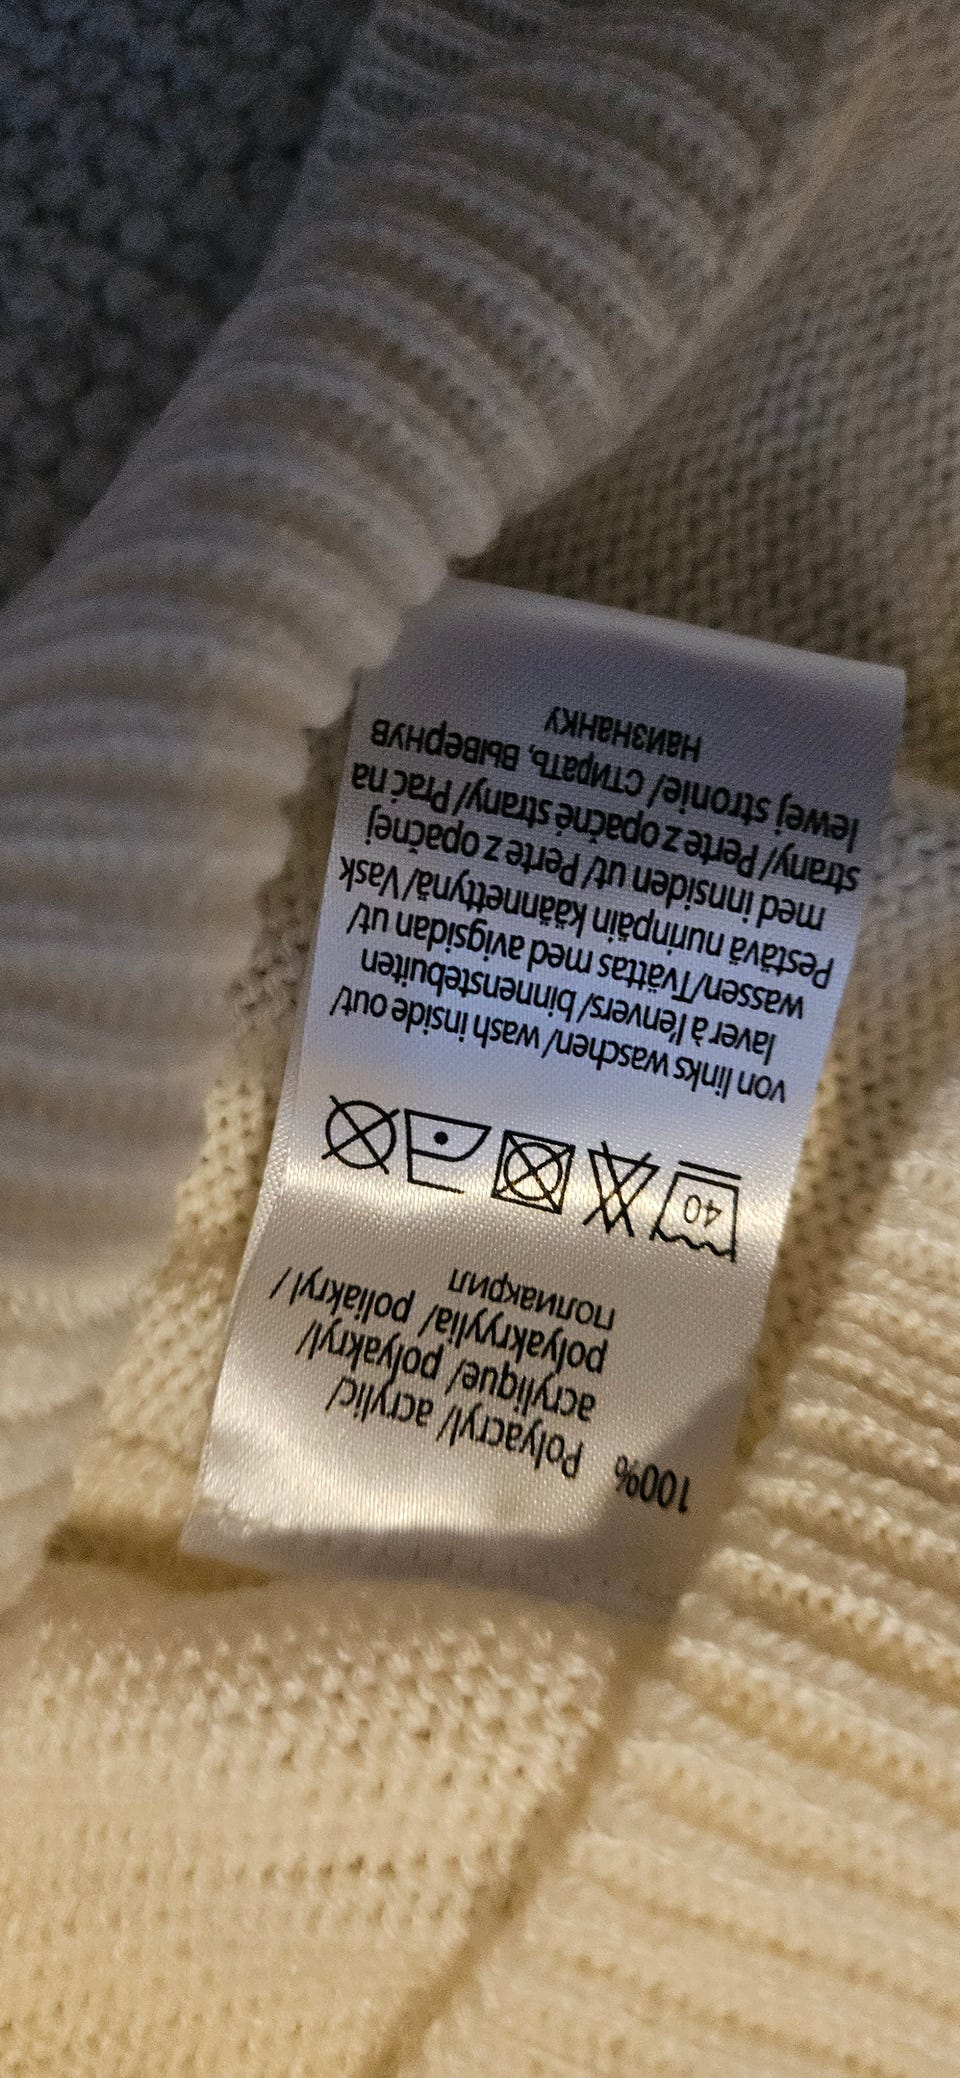 100% Polyacryl/ acrylic/
acrylique/ polyakryl/
polyakryylia/ poliakryl/
полиакрил
40
von links waschen/ wash inside out/
laver à l'envers/ binnenstebuiten
wassen/Tvättas med avigsidan ut/
Pestävä nurinpäin käännettynä/ Vask
med innsiden ut/ Perte z opačnej
strany/ Perte z opačné strany/ Prać na
lewej stronie/ Стирать, вывернув
наизнанку